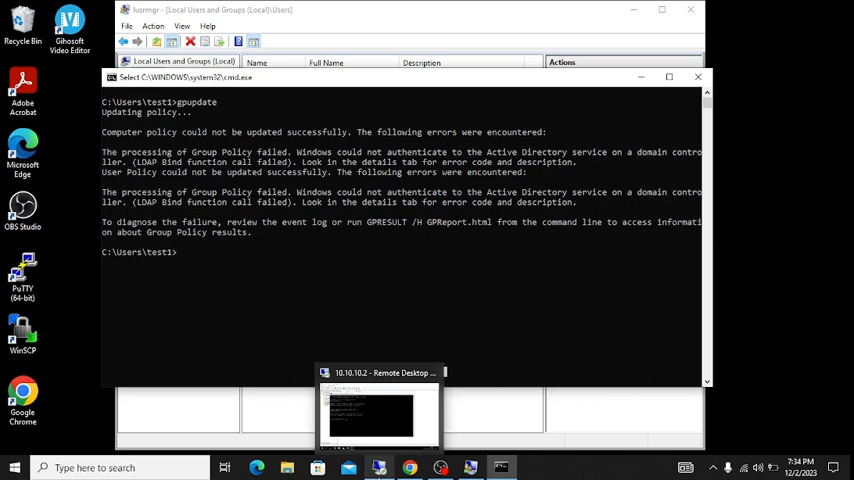 lusrmgr - [Local Users and Groups (Local)\Users]
File Action View Help
Local Users and Groups (Local)
Name Full Name Description Actions
Select C:\WINDOWS\system32\cmd.exe
C:\Users\test1>gpupdate
Updating policy...
Computer policy could not be updated successfully. The following errors were encountered:
The processing of Group Policy failed. Windows could not authenticate to the Active Directory service on a domain contro
ller. (LDAP Bind function call failed). Look in the details tab for error code and description.
User Policy could not be updated successfully. The following errors were encountered:
The processing of Group Policy failed. Windows could not authenticate to the Active Directory service on a domain contro
ller. (LDAP Bind function call failed). Look in the details tab for error code and description.
To diagnose the failure, review the event log or run GPRESULT /H GPReport.html from the command line to access informati
on about Group Policy results.
C:\Users\test1>
Recycle Bin
Gihosoft
Video Editor
Adobe
Acrobat
Microsoft
Edge
OBS Studio
PuTTY
(64-bit)
WinSCP
Google
Chrome
10.10.10.2 - Remote Desktop ...
Type here to search
7:34 PM
12/2/2023